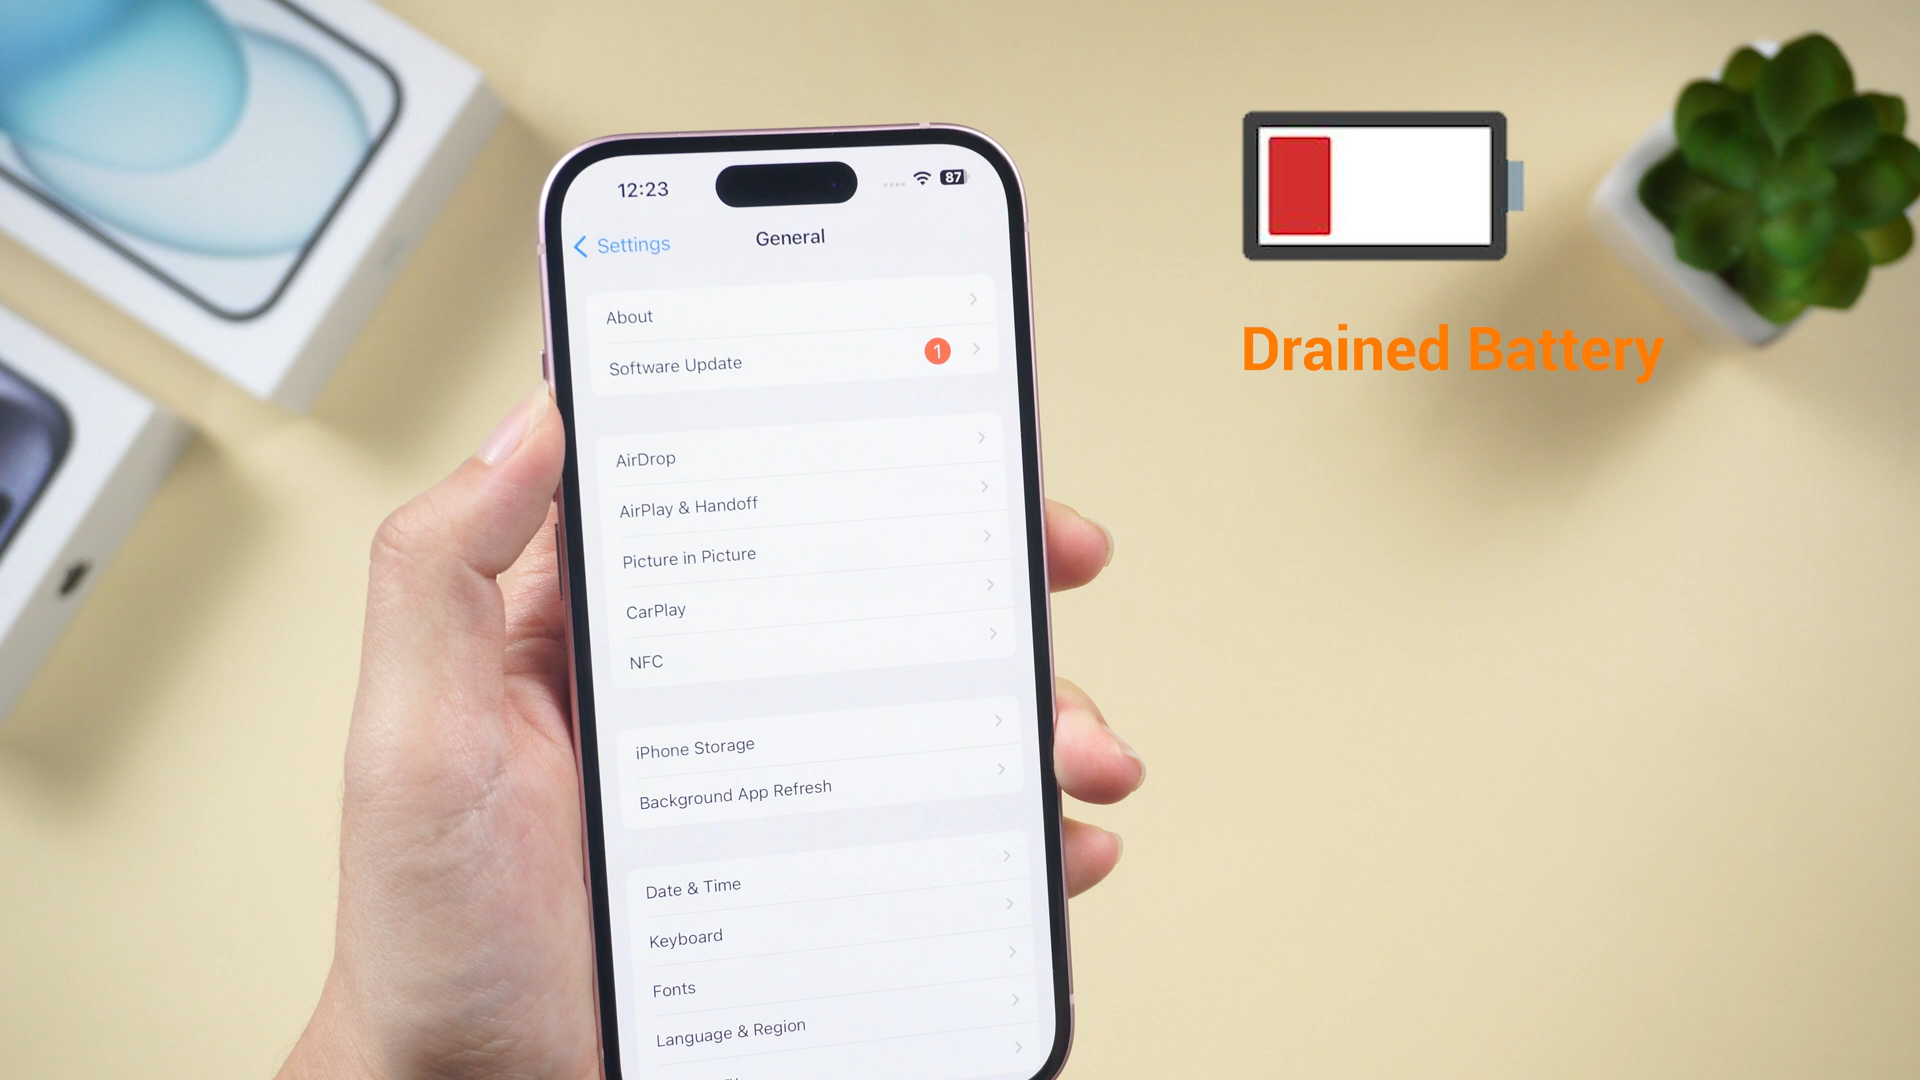 12:23
87
Settings
General
About
Software Update
1
AirDrop
AirPlay & Handoff
Picture in Picture
CarPlay
NFC
iPhone Storage
Background App Refresh
Date & Time
Keyboard
Fonts
Language & Region
Drained Battery